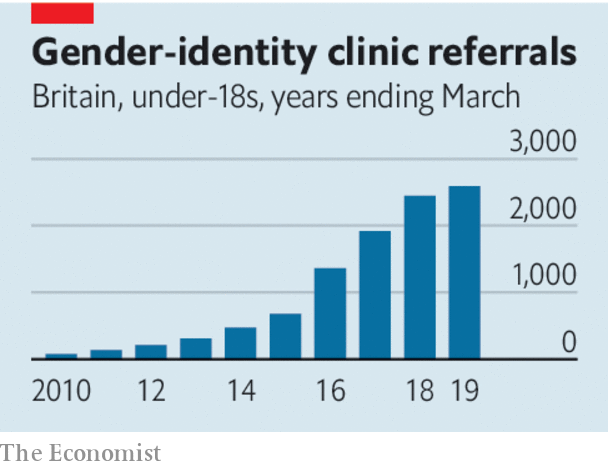 Gender-identity clinic referrals
Britain, under-18s, years ending March
3,000
2,000
1,000
0
2010 12 14 16 18 19
The Economist